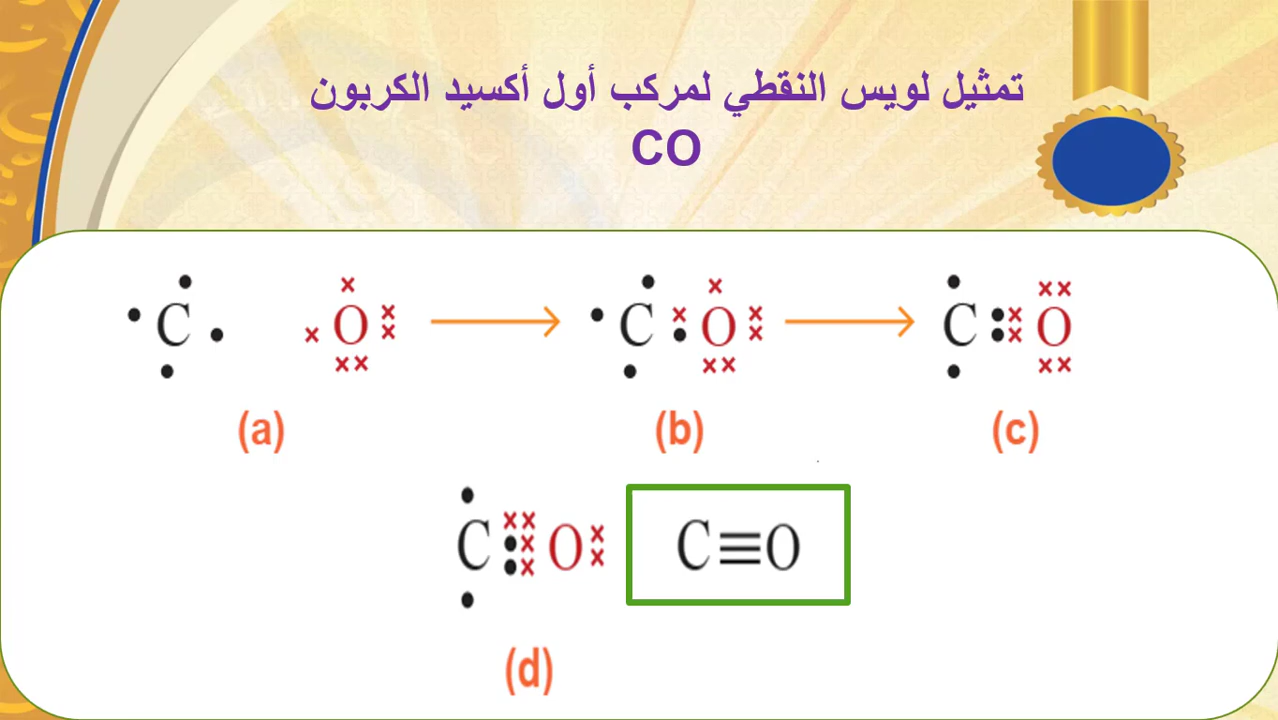 تمثيل لويس النقطي لمركب أول أكسيد الكربون
CO
C O C O C O
(a) (b) (c)
C O C≡O
(d)